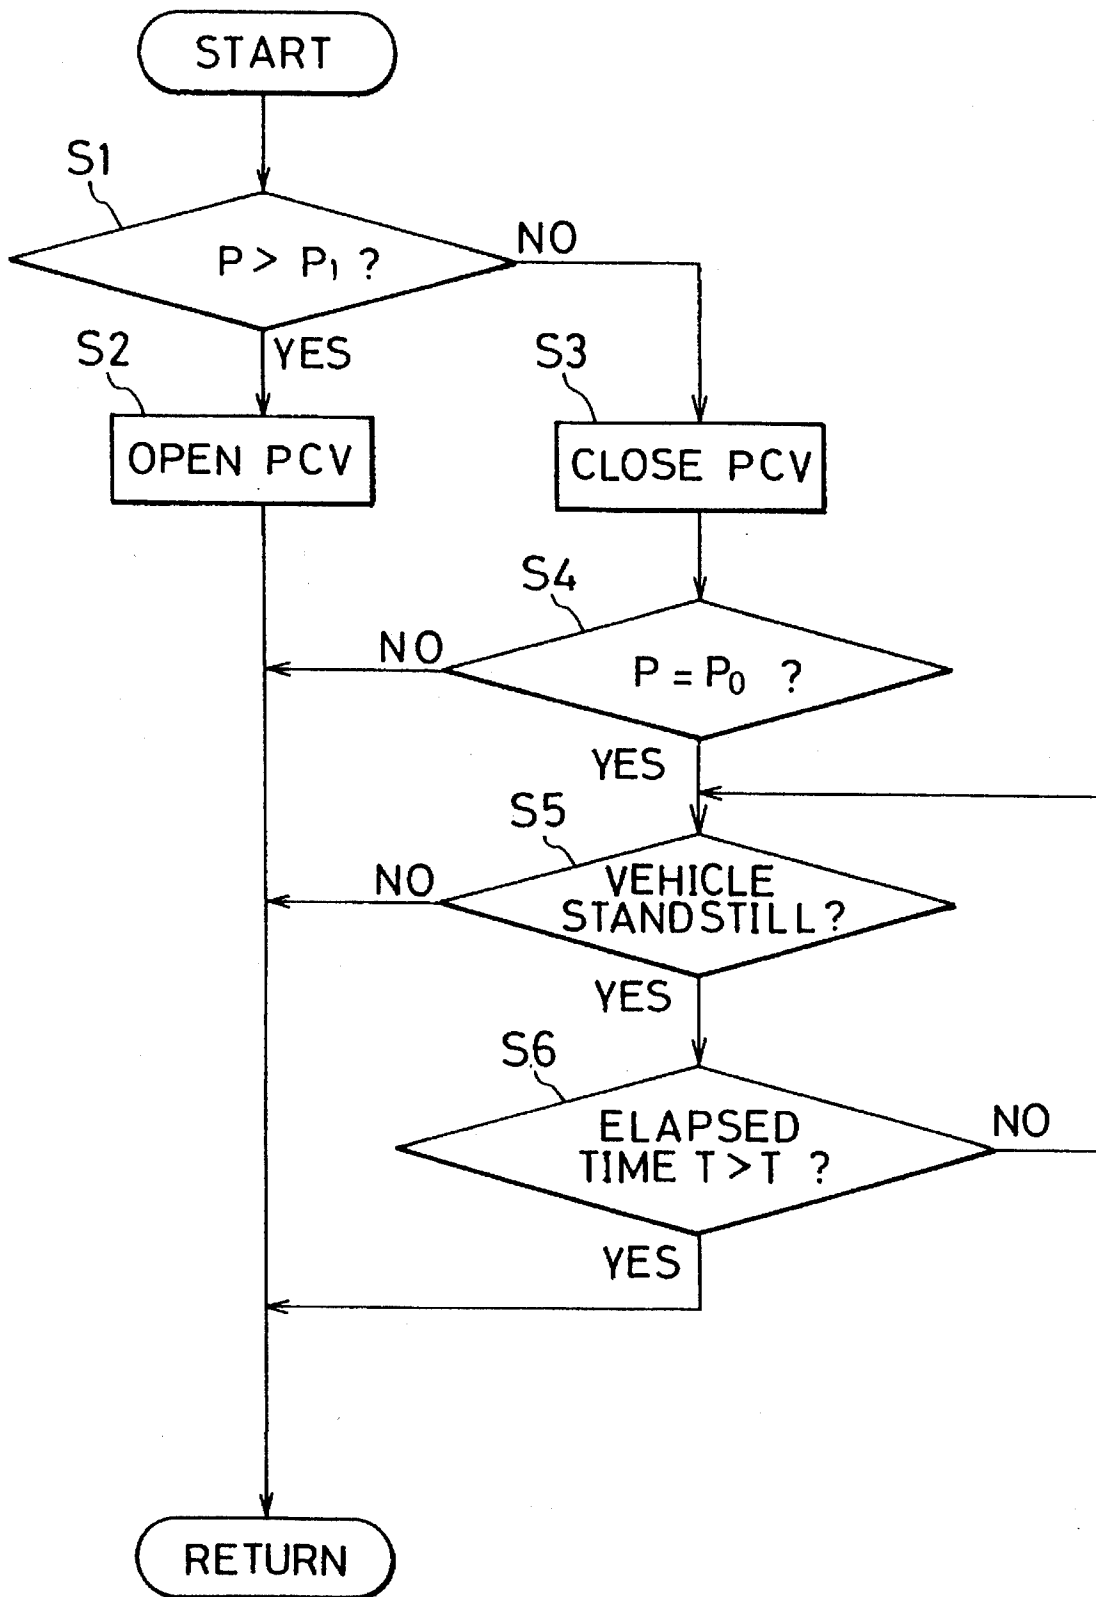 START
S1
P > P₁ ?
NO
YES
S2
OPEN PCV
S3
CLOSE PCV
S4
NO
P = P₀ ?
YES
S5
NO
VEHICLE
STANDSTILL?
YES
S6
ELAPSED
TIME T > T ?
NO
YES
RETURN